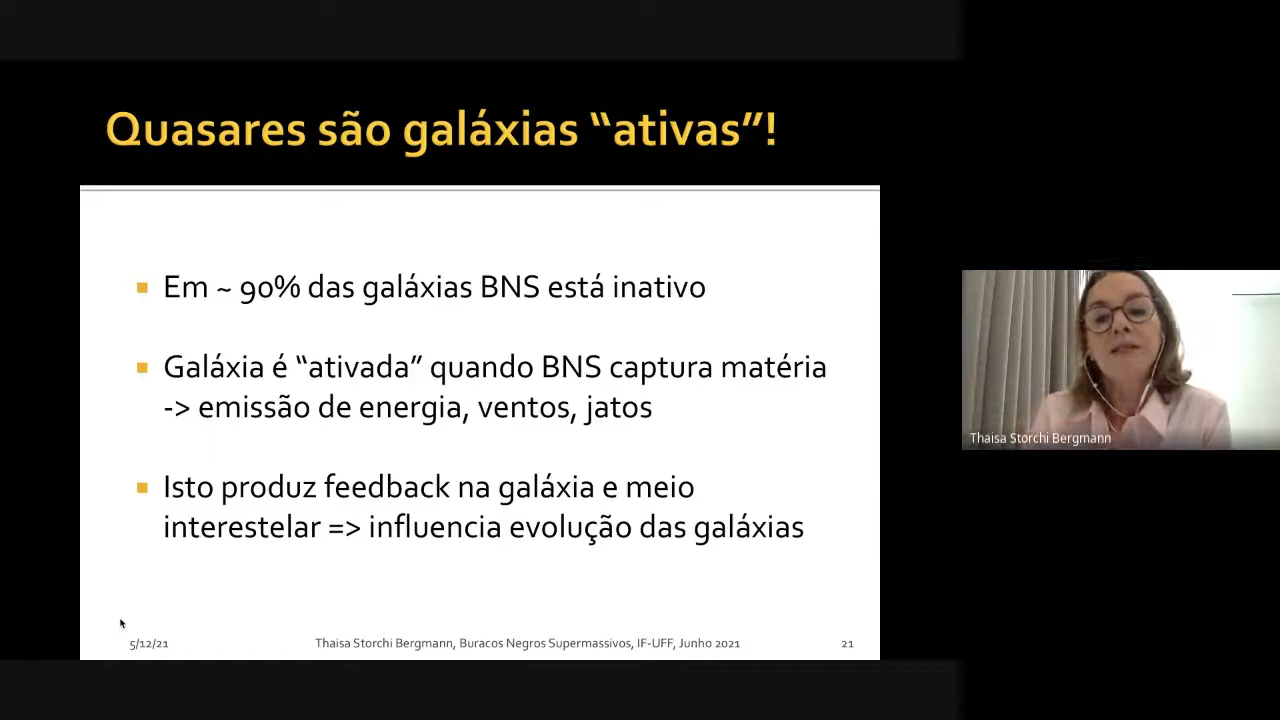 Quasares são galáxias “ativas”!
Em ~ 90% das galáxias BNS está inativo
Galáxia é “ativada” quando BNS captura matéria
-> emissão de energia, ventos, jatos
Isto produz feedback na galáxia e meio
interestelar => influencia evolução das galáxias
5/12/21
Thaisa Storchi Bergmann, Buracos Negros Supermassivos, IF-UFF, Junho 2021
21
Thaisa Storchi Bergmann